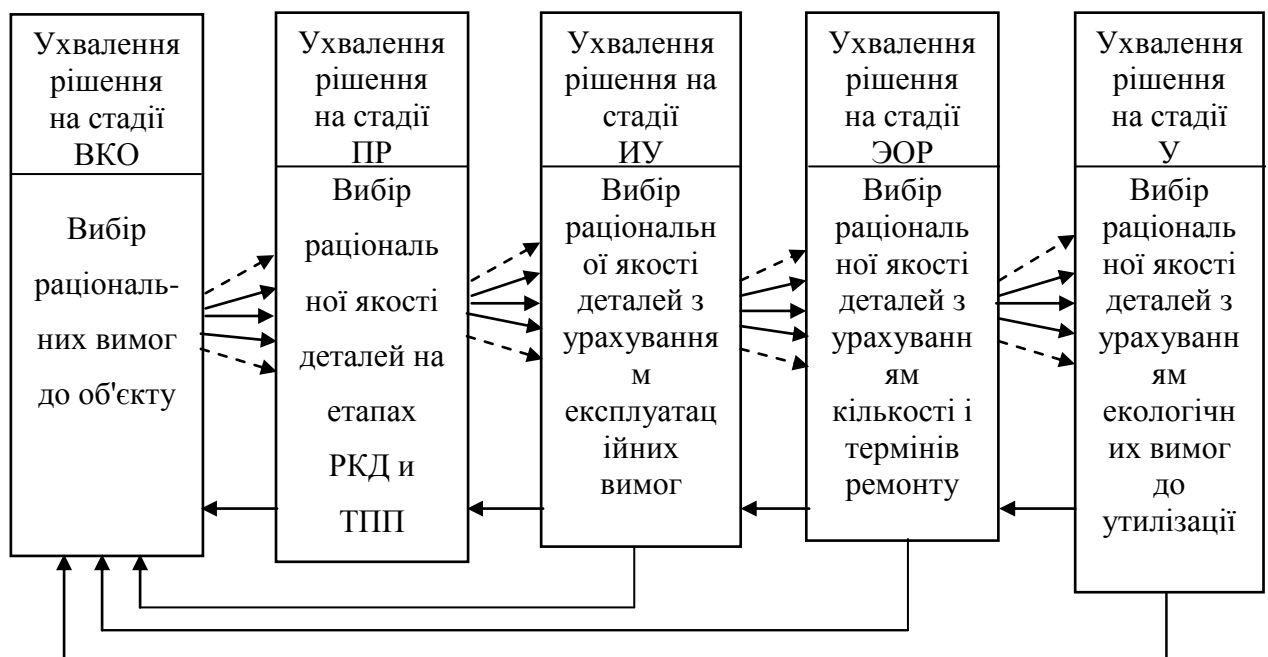 Ухвалення
рішення
на стадії
ВКО
Вибір
раціональ-
них вимог
до об'єкту
Ухвалення
рішення
на стадії
ПР
Вибір
раціональ
ної якості
деталей на
етапах
РКД и
ТПП
Ухвалення
рішення на
стадії
ИУ
Вибір
раціональн
ої якості
деталей з
урахування
м
експлуатац
ійних
вимог
Ухвалення
рішення
на стадії
ЭОР
Вибір
раціональ
ної якості
деталей з
урахуванн
ям
кількості і
термінів
ремонту
Ухвалення
рішення
на стадії
У
Вибір
раціональ
ної якості
деталей з
урахуванн
ям
екологічн
их вимог
до
утилізації